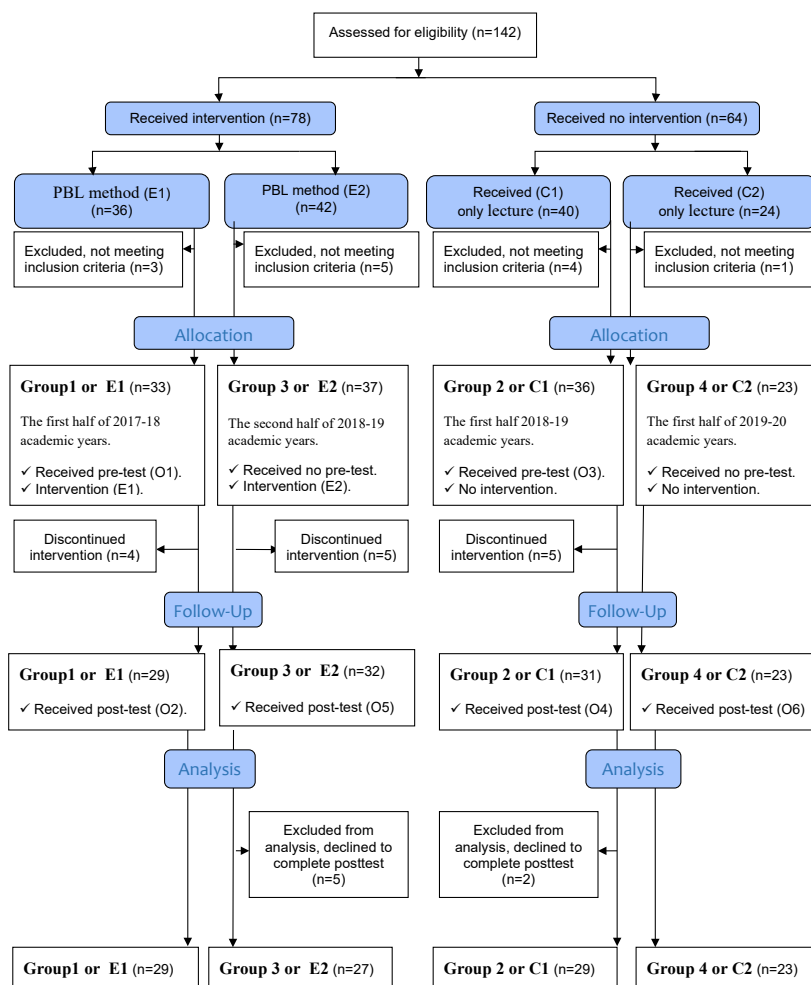 Assessed for eligibility (n=142)
Received intervention (n=78)
Received no intervention (n=64)
PBL method (E1)
(n=36)
PBL method (E2)
(n=42)
Received (C1)
only lecture (n=40)
Received (C2)
only lecture (n=24)
Excluded, not meeting
inclusion criteria (n=3)
Excluded, not meeting
inclusion criteria (n=5)
Excluded, not meeting
inclusion criteria (n=4)
Excluded, not meeting
inclusion criteria (n=1)
Allocation
Allocation
Group1 or E1 (n=33)
The first half of 2017-18
academic years.
✓ Received pre-test (O1).
✓ Intervention (E1).
Group 3 or E2 (n=37)
The second half of 2018-19
academic years.
✓ Received no pre-test.
✓ Intervention (E2).
Group 2 or C1 (n=36)
The first half 2018-19
academic years.
✓ Received pre-test (O3).
✓ No intervention.
Group 4 or C2 (n=23)
The first half of 2019-20
academic years.
✓ Received no pre-test.
✓ No intervention.
Discontinued
intervention (n=4)
Discontinued
intervention (n=5)
Discontinued
intervention (n=5)
Follow-Up
Follow-Up
Group1 or E1 (n=29)
✓ Received post-test (O2).
Group 3 or E2 (n=32)
✓ Received post-test (O5)
Group 2 or C1 (n=31)
✓ Received post-test (O4)
Group 4 or C2 (n=23)
✓ Received post-test (O6)
Analysis
Analysis
Excluded from
analysis, declined to
complete posttest
(n=5)
Excluded from
analysis, declined to
complete posttest
(n=2)
Group1 or E1 (n=29)
Group 3 or E2 (n=27)
Group 2 or C1 (n=29)
Group 4 or C2 (n=23)